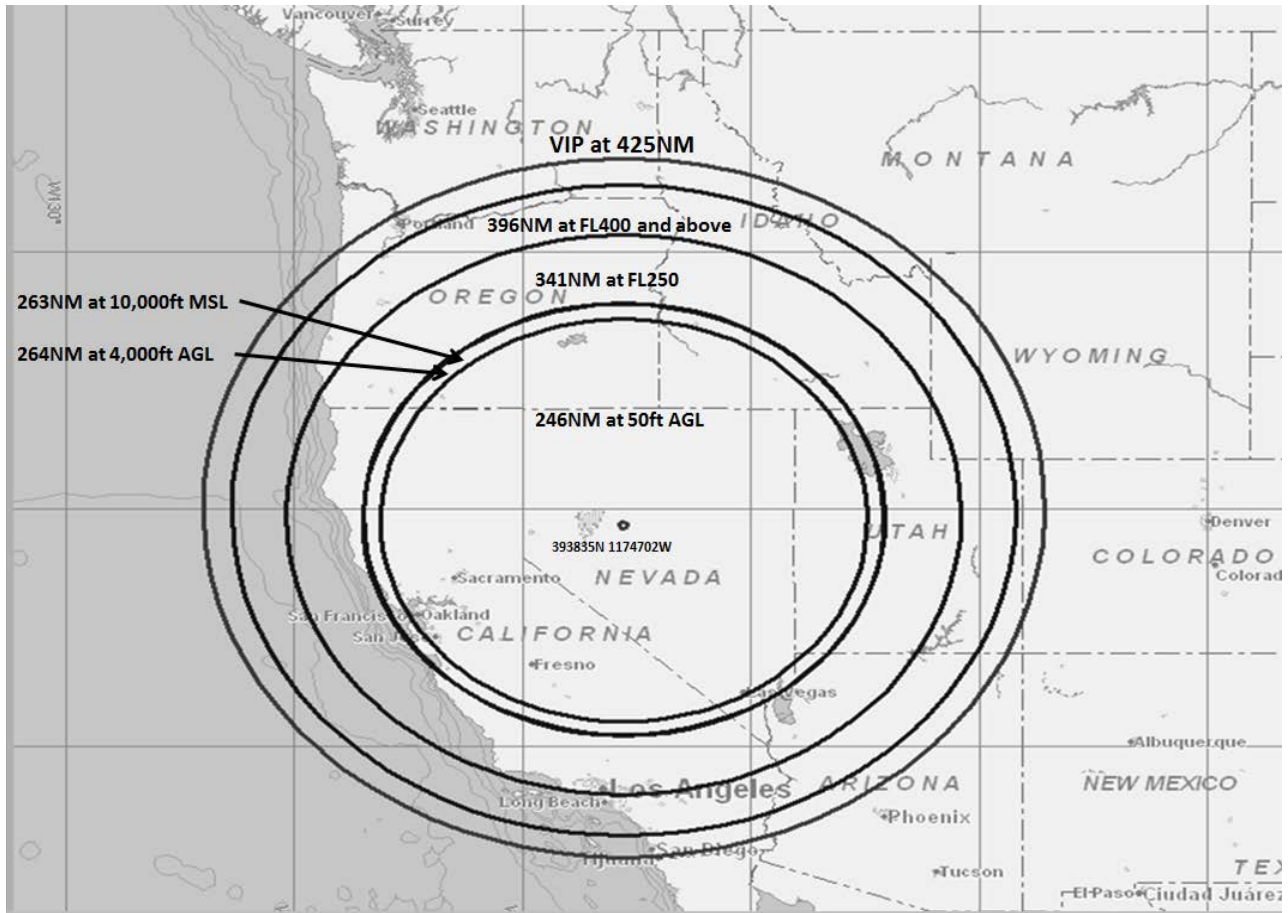 Vancouver
Surrey
Seattle
WASHINGTON
VIP at 425NM
MONTANA
W130°
Portland
396NM at FL400 and above
IDAHO
341NM at FL250
263NM at 10,000ft MSL
OREGON
264NM at 4,000ft AGL
WYOMING
246NM at 50ft AGL
Denver
UTAH
393835N 1174702W
COLORADO
Sacramento
NEVADA
Colorad
San Francisco
Oakland
San Jose
CALIFORNIA
Fresno
Las Vegas
Albuquerque
Los Angeles
ARIZONA
NEW MEXICO
Long Beach
Phoenix
San Diego
Tijuana
Tucson
TEX
El Paso
Ciudad Juárez